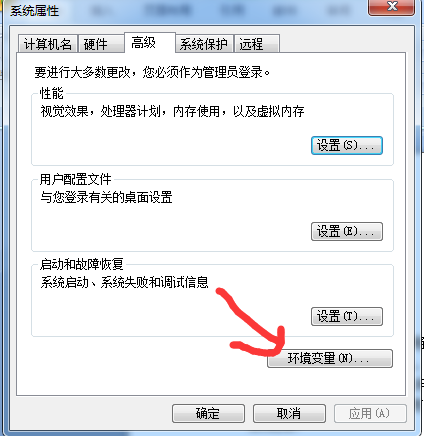 系统属性
计算机名 硬件 高级 系统保护 远程
要进行大多数更改，您必须作为管理员登录。
性能
视觉效果，处理器计划，内存使用，以及虚拟内存
设置(S)...
用户配置文件
与您登录有关的桌面设置
设置(E)...
启动和故障恢复
系统启动、系统失败和调试信息
设置(T)...
环境变量(N)...
确定 取消 应用(A)